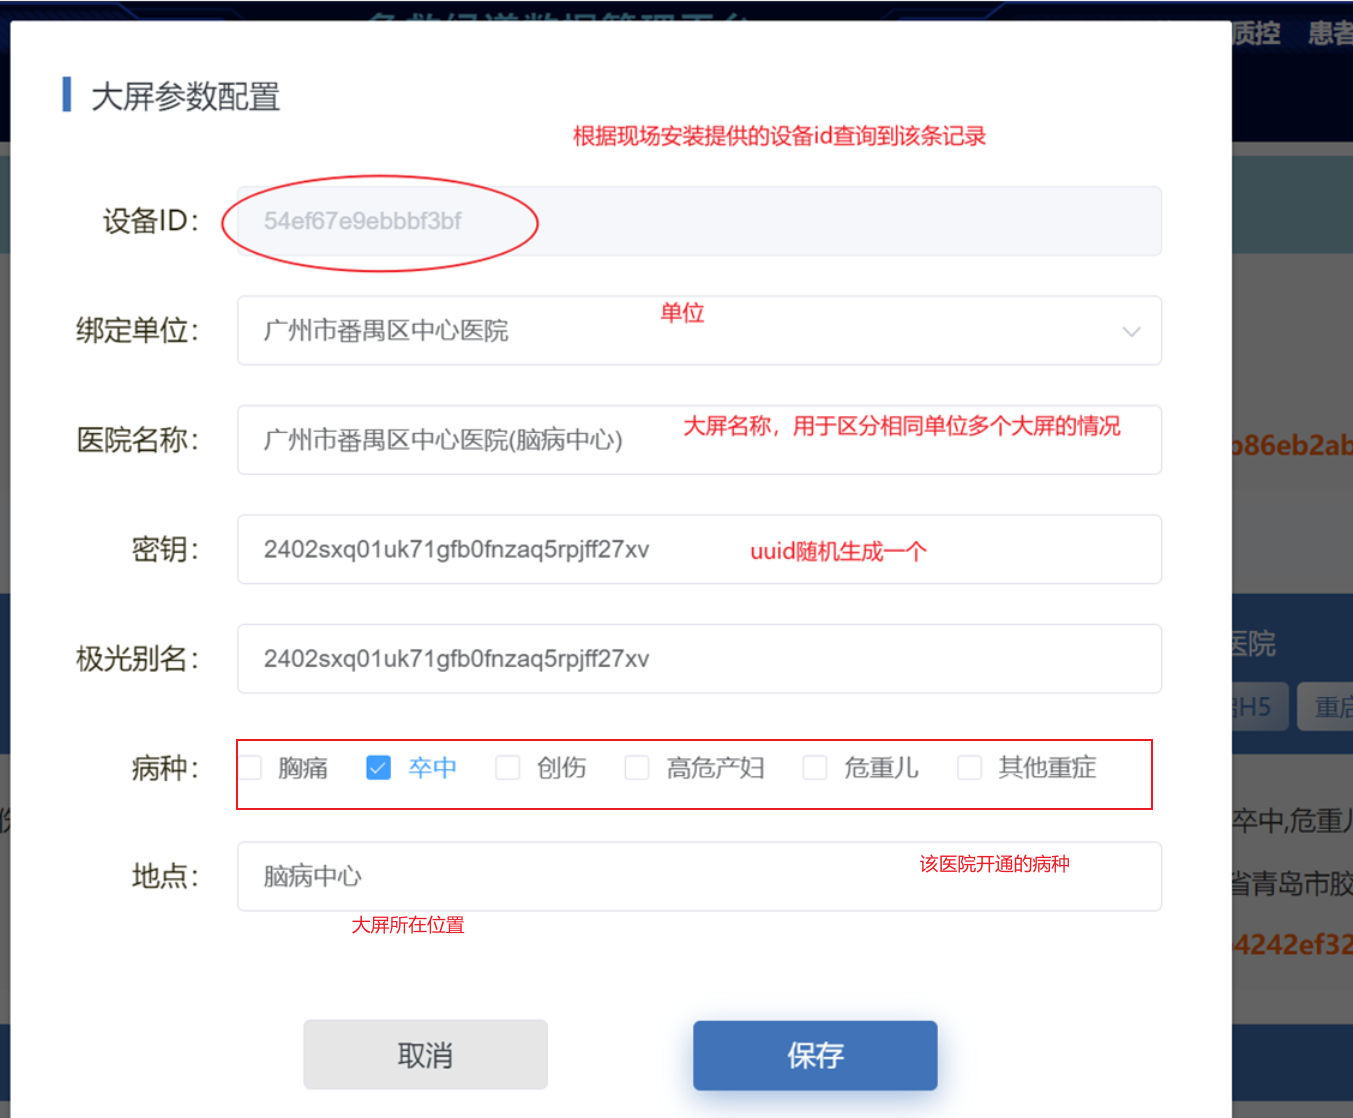 质控 患者
大屏参数配置
根据现场安装提供的设备id查询到该条记录
设备ID：
54ef67e9ebbbf3bf
绑定单位：
广州市番禺区中心医院
单位
医院名称：
广州市番禺区中心医院(脑病中心)
大屏名称，用于区分相同单位多个大屏的情况
b86eb2ab
密钥：
2402sxq01uk71gfb0fnzaq5rpjff27xv
uuid随机生成一个
极光别名：
2402sxq01uk71gfb0fnzaq5rpjff27xv
医院
H5
重启
病种：
胸痛 卒中 创伤 高危产妇 危重儿 其他重症
卒中,危重儿
地点：
脑病中心
该医院开通的病种
省青岛市胶
大屏所在位置
4242ef32
取消
保存